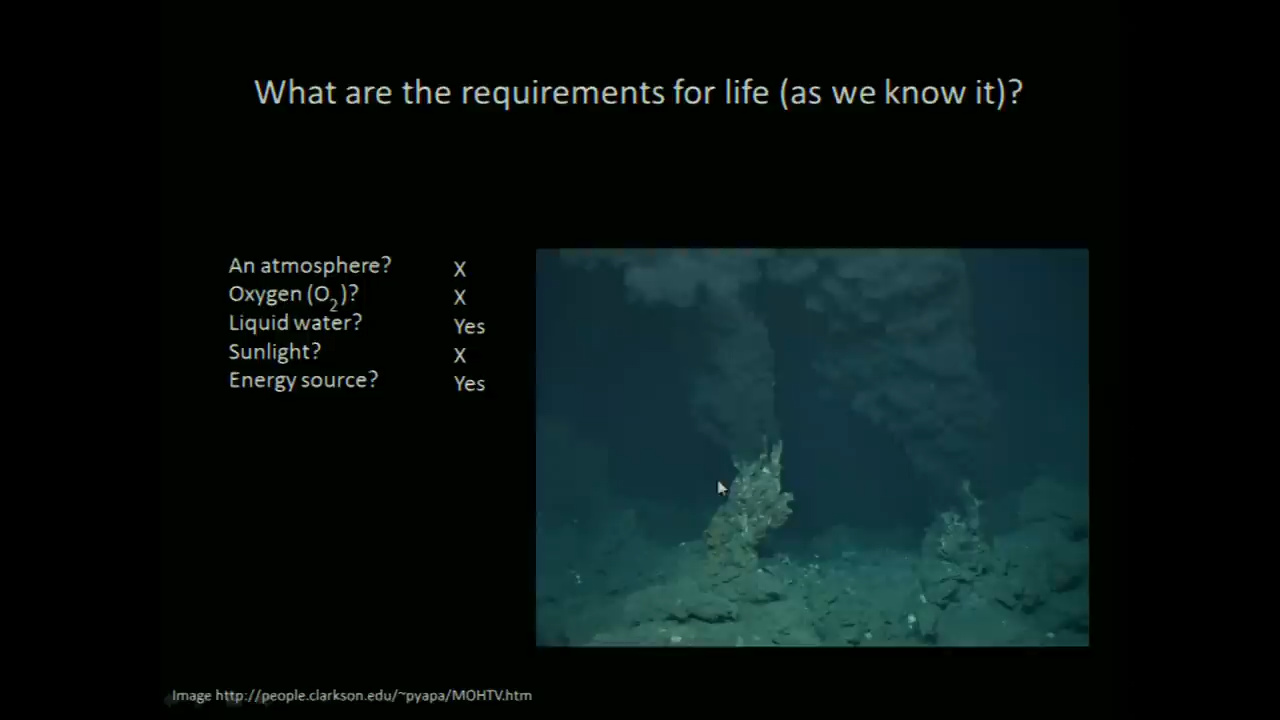 What are the requirements for life (as we know it)?
An atmosphere? X
Oxygen (O2)? X
Liquid water? Yes
Sunlight? X
Energy source? Yes
Image http://people.clarkson.edu/~pyapa/MOHTV.htm